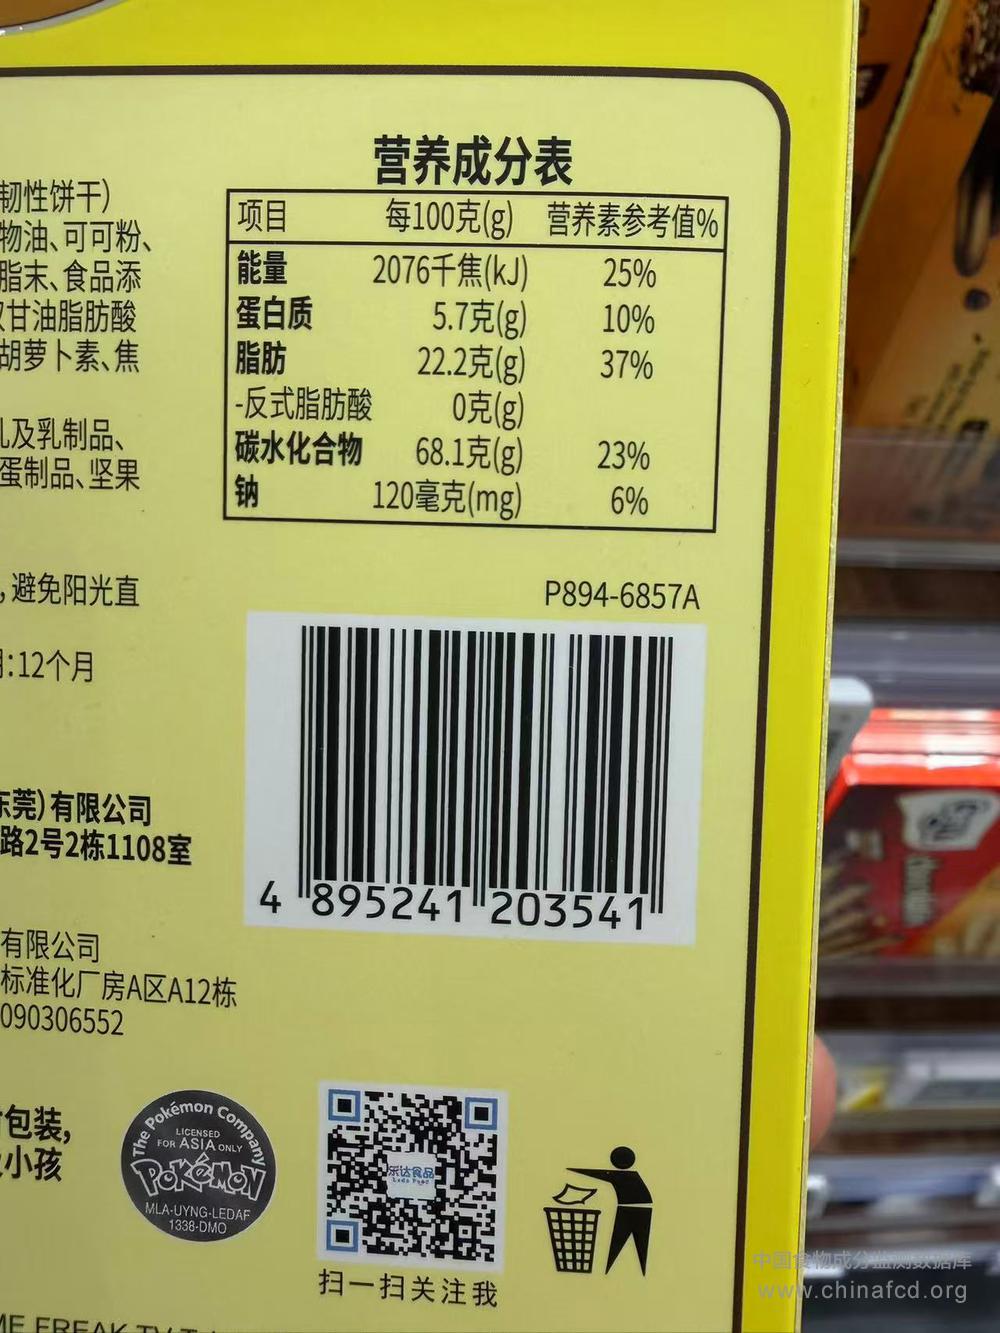 营养成分表
项目 每100克(g) 营养素参考值%
能量 2076千焦(kJ) 25%
蛋白质 5.7克(g) 10%
脂肪 22.2克(g) 37%
-反式脂肪酸 0克(g)
碳水化合物 68.1克(g) 23%
钠 120毫克(mg) 6%
韧性饼干)
物油、可可粉、
脂末、食品添
甘油脂肪酸
胡萝卜素、焦
乳及乳制品、
蛋制品、坚果
,避免阳光直
:12个月
P894-6857A
东莞)有限公司
路2号2栋1108室
4 895241 203541
有限公司
标准化厂房A区A12栋
090306552
包装,
小孩
The Pokémon Company
LICENSED
FOR ASIA ONLY
POKéMON
MLA-UYNG-LEDAF
1338-DMO
乐达食品
扫一扫关注我
ME FREAK
中国食物成分监测数据库
www.chinafcd.org